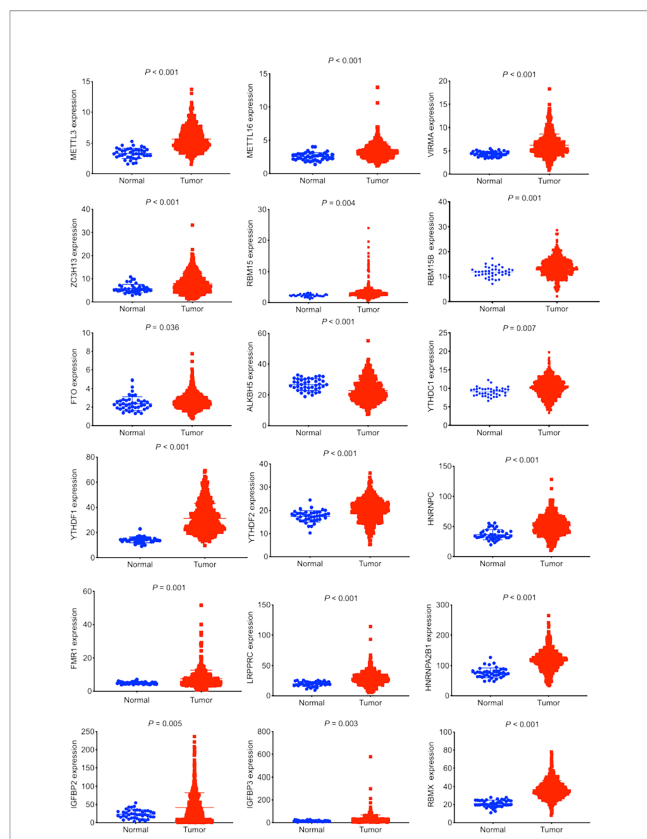 P < 0.001
P < 0.001
P < 0.001
METTL3 expression
15
10
5
0
Normal
Tumor
METTL16 expression
15
10
5
0
Normal
Tumor
VIRMA expression
20
15
10
5
0
Normal
Tumor
P < 0.001
P = 0.004
P = 0.001
ZC3H13 expression
40
30
20
10
0
Normal
Tumor
RBM15 expression
30
20
10
0
Normal
Tumor
RBM15B expression
40
30
20
10
0
Normal
Tumor
P = 0.036
P < 0.001
P = 0.007
FTO expression
10
8
6
4
2
0
Normal
Tumor
ALKBH5 expression
60
40
20
0
Normal
Tumor
YTHDC1 expression
25
20
15
10
5
0
Normal
Tumor
P < 0.001
P < 0.001
P < 0.001
YTHDF1 expression
80
60
40
20
0
Normal
Tumor
YTHDF2 expression
40
30
20
10
0
Normal
Tumor
HNRNPC expression
150
100
50
0
Normal
Tumor
P = 0.001
P < 0.001
P < 0.001
FMR1 expression
60
40
20
0
Normal
Tumor
LRPPRC expression
150
100
50
0
Normal
Tumor
HNRNPA2B1 expression
300
200
100
0
Normal
Tumor
P = 0.005
P = 0.003
P < 0.001
IGFBP2 expression
250
200
150
100
50
0
Normal
Tumor
IGFBP3 expression
800
600
400
200
0
Normal
Tumor
RBMX expression
100
80
60
40
20
0
Normal
Tumor